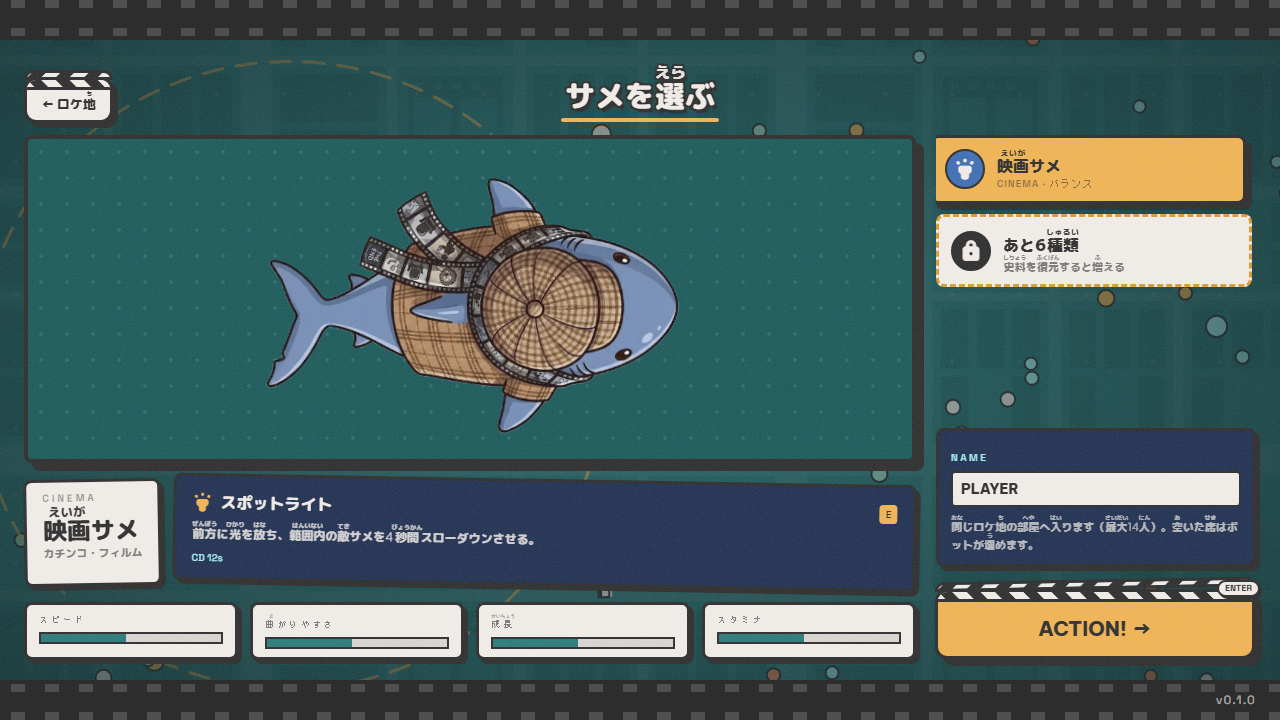 ← ロケ地
サメを選ぶ
映画サメ
CINEMA · バランス
あと6種類
史料を復元すると増える
NAME
PLAYER
同じロケ地の部屋へ入ります（最大14人）。空いた席はボ
ットが埋めます。
CINEMA
映画サメ
カチンコ・フィルム
スポットライト
E
前方に光を放ち、範囲内の敵サメを4秒間スローダウンさせる。
CD 12s
スピード
曲がりやすさ
成長
スタミナ
ENTER
ACTION! →
v0.1.0